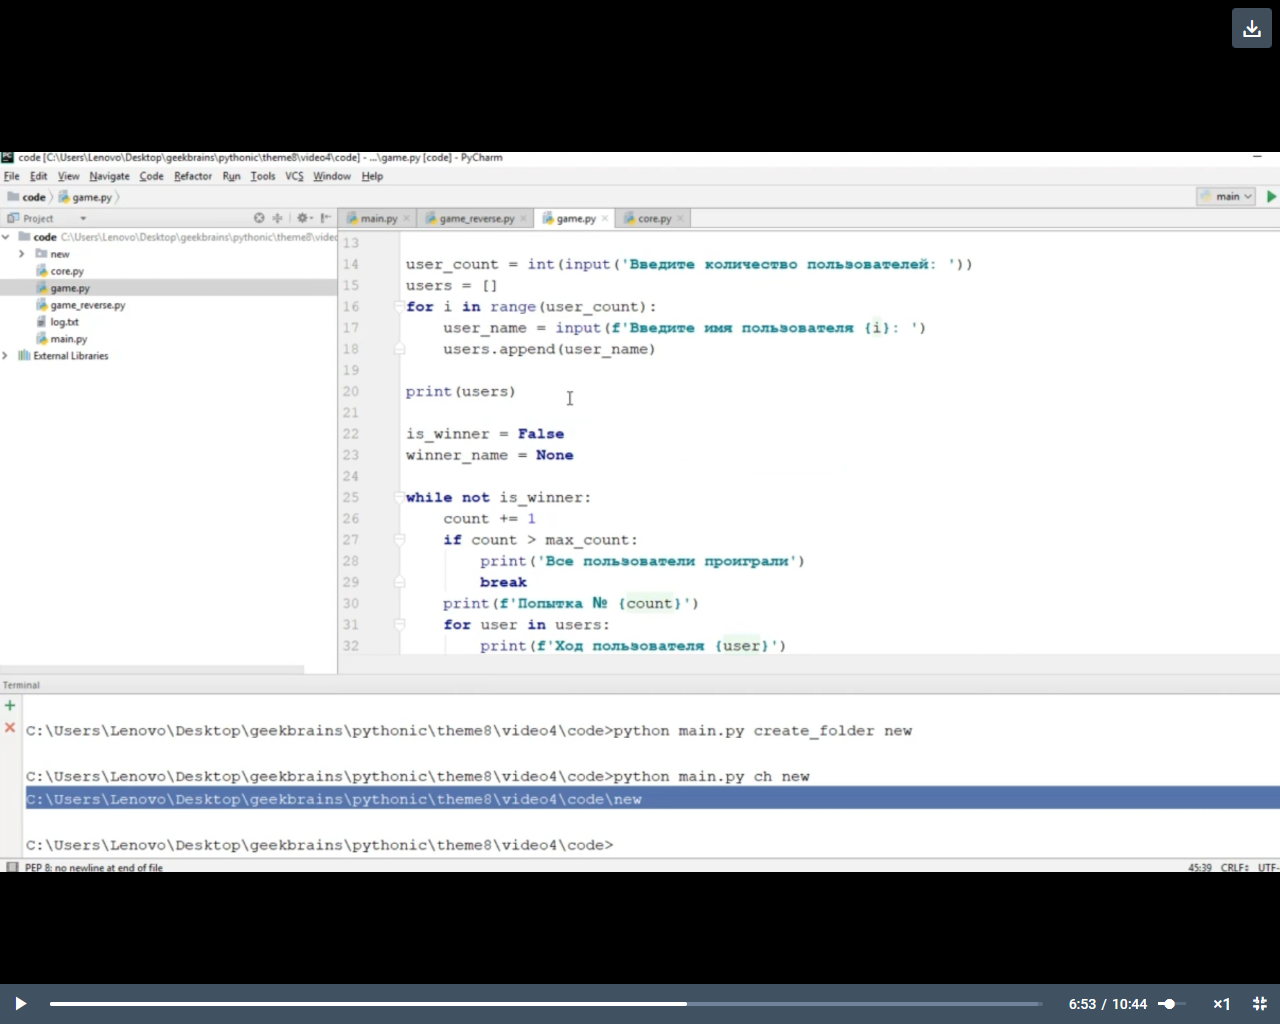 code [C:\Users\Lenovo\Desktop\geekbrains\pythonic\theme8\video4\code] - ...\game.py [code] - PyCharm
File Edit View Navigate Code Refactor Run Tools VCS Window Help
code game.py main
Project main.py game_reverse.py game.py core.py
code C:\Users\Lenovo\Desktop\geekbrains\pythonic\theme8\videc
new
core.py
game.py
game_reverse.py
log.txt
main.py
External Libraries
13
14 user_count = int(input('Введите количество пользователей: '))
15 users = []
16 for i in range(user_count):
17 user_name = input(f'Введите имя пользователя {i}: ')
18 users.append(user_name)
19
20 print(users)
21
22 is_winner = False
23 winner_name = None
24
25 while not is_winner:
26 count += 1
27 if count > max_count:
28 print('Все пользователи проиграли')
29 break
30 print(f'Попытка № {count}')
31 for user in users:
32 print(f'Ход пользователя {user}')
Terminal
C:\Users\Lenovo\Desktop\geekbrains\pythonic\theme8\video4\code>python main.py create_folder new
C:\Users\Lenovo\Desktop\geekbrains\pythonic\theme8\video4\code>python main.py ch new
C:\Users\Lenovo\Desktop\geekbrains\pythonic\theme8\video4\code\new
C:\Users\Lenovo\Desktop\geekbrains\pythonic\theme8\video4\code>
PEP 8: no newline at end of file 45:39 CRLF÷ UTF-
6:53 / 10:44 ×1